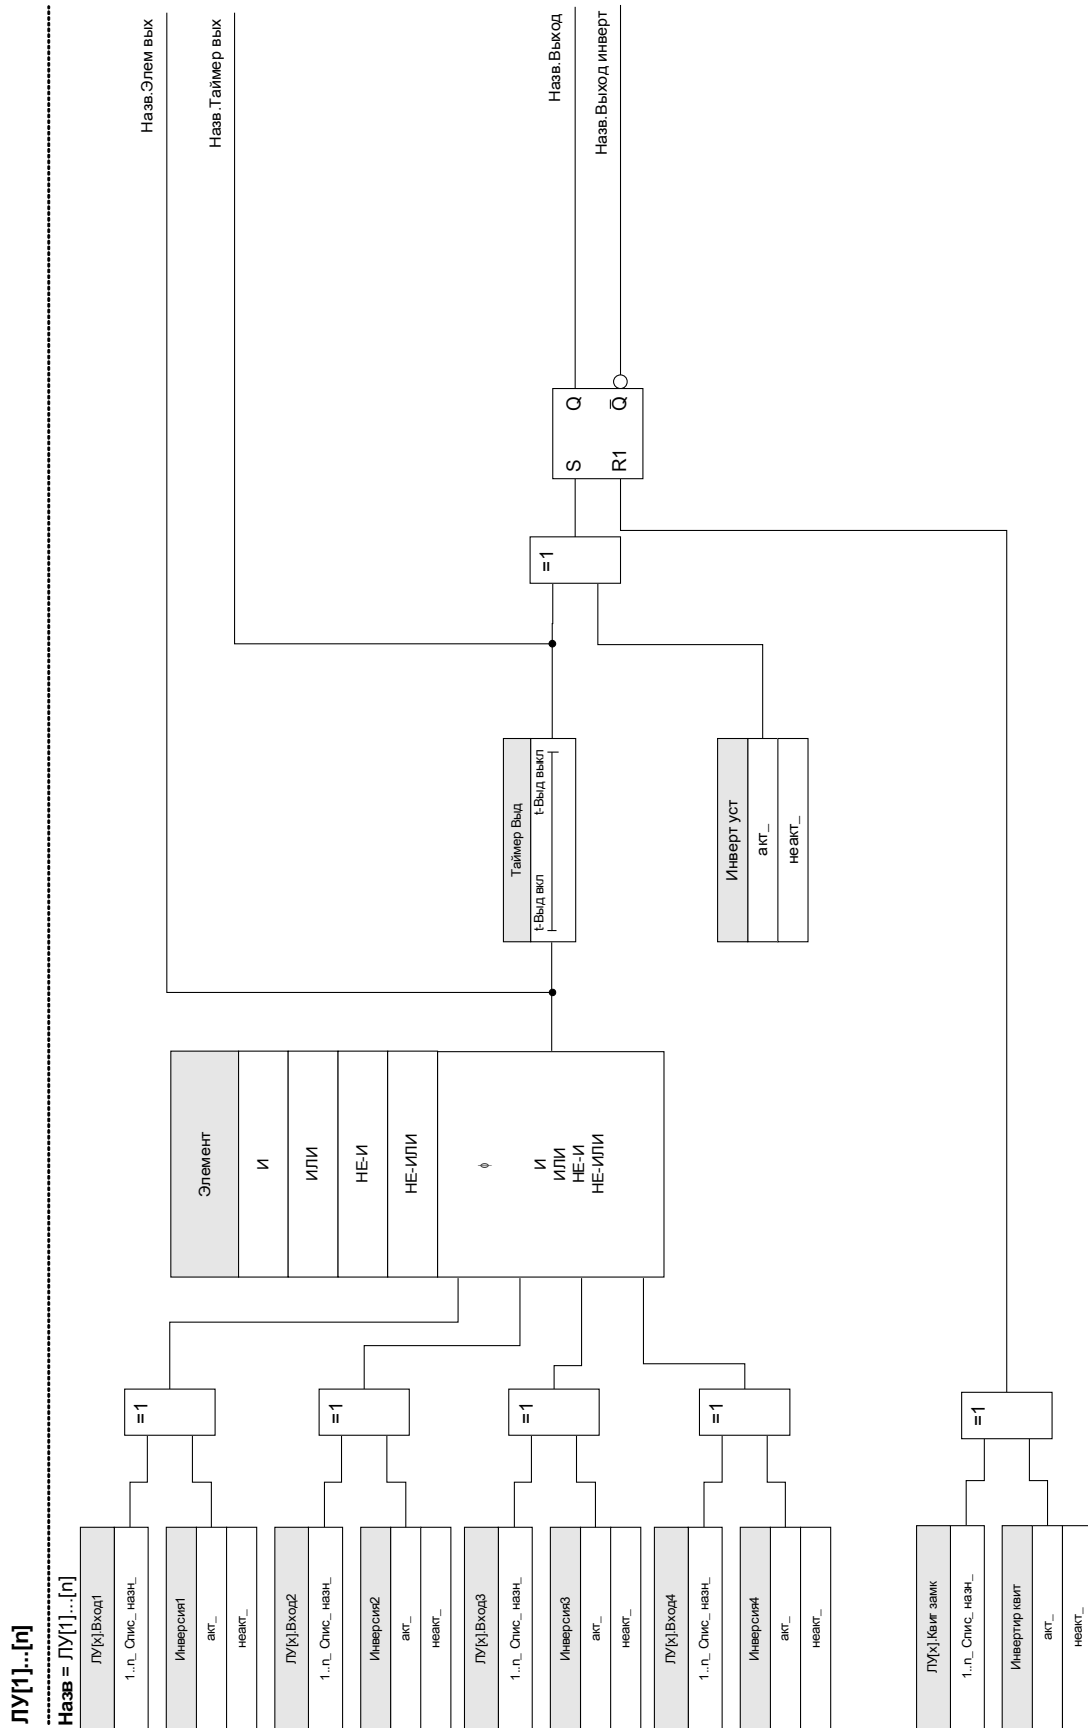 ЛУ[1]...[n]
Назв = ЛУ[1]...[n]
ЛУ[x].Вход1
1..n_ Спис_ назн_
Инверсия1
акт_
неакт_
ЛУ[x].Вход2
1..n_ Спис_ назн_
Инверсия2
акт_
неакт_
ЛУ[x].Вход3
1..n_ Спис_ назн_
Инверсия3
акт_
неакт_
ЛУ[x].Вход4
1..n_ Спис_ назн_
Инверсия4
акт_
неакт_
ЛУ[x].Квит замк
1..n_ Спис_ назн_
Инвертир квит
акт_
неакт_
=1
=1
=1
=1
=1
Элемент
И
ИЛИ
НЕ-И
НЕ-ИЛИ
ϕ
И
ИЛИ
НЕ-И
НЕ-ИЛИ
Таймер Выд
t-Выд вкл
t-Выд выкл
Инверт уст
акт_
неакт_
=1
S Q
R1 Q̅
Назв.Элем вых
Назв.Таймер вых
Назв.Выход
Назв.Выход инверт